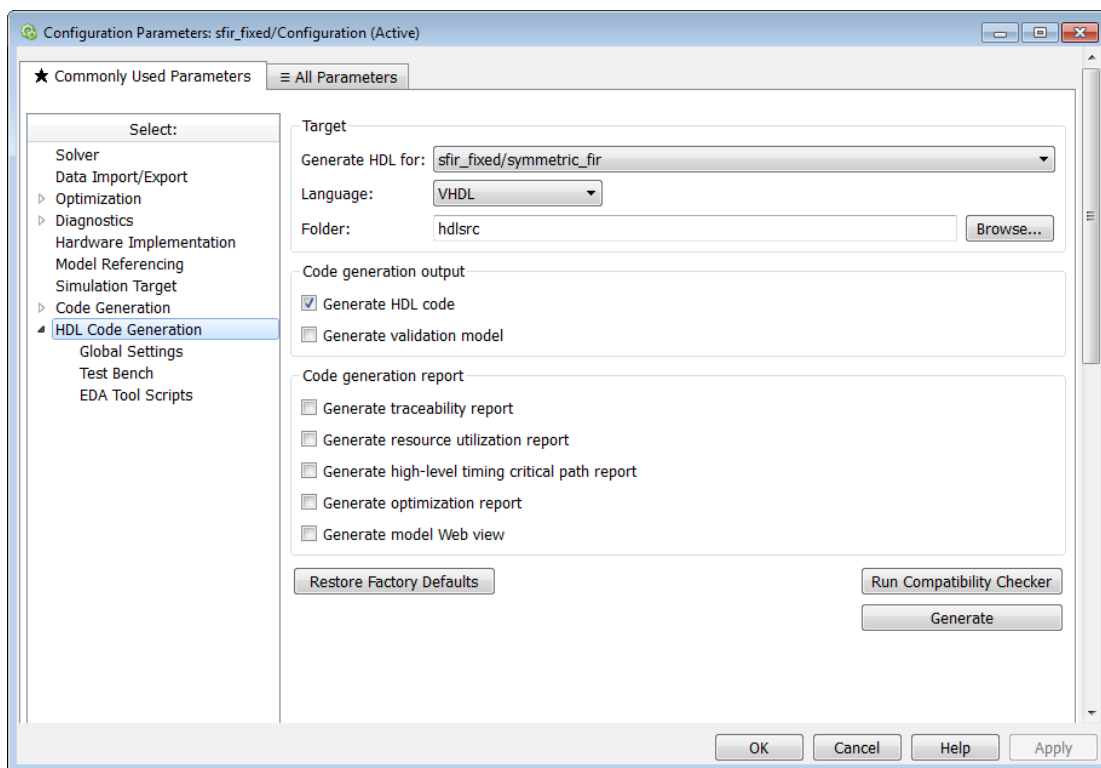 Configuration Parameters: sfir_fixed/Configuration (Active)
★ Commonly Used Parameters
≡ All Parameters
Select:
Solver
Data Import/Export
Optimization
Diagnostics
Hardware Implementation
Model Referencing
Simulation Target
Code Generation
HDL Code Generation
Global Settings
Test Bench
EDA Tool Scripts
Target
Generate HDL for: sfir_fixed/symmetric_fir
Language: VHDL
Folder: hdlsrc Browse...
Code generation output
Generate HDL code
Generate validation model
Code generation report
Generate traceability report
Generate resource utilization report
Generate high-level timing critical path report
Generate optimization report
Generate model Web view
Restore Factory Defaults Run Compatibility Checker
Generate
OK Cancel Help Apply